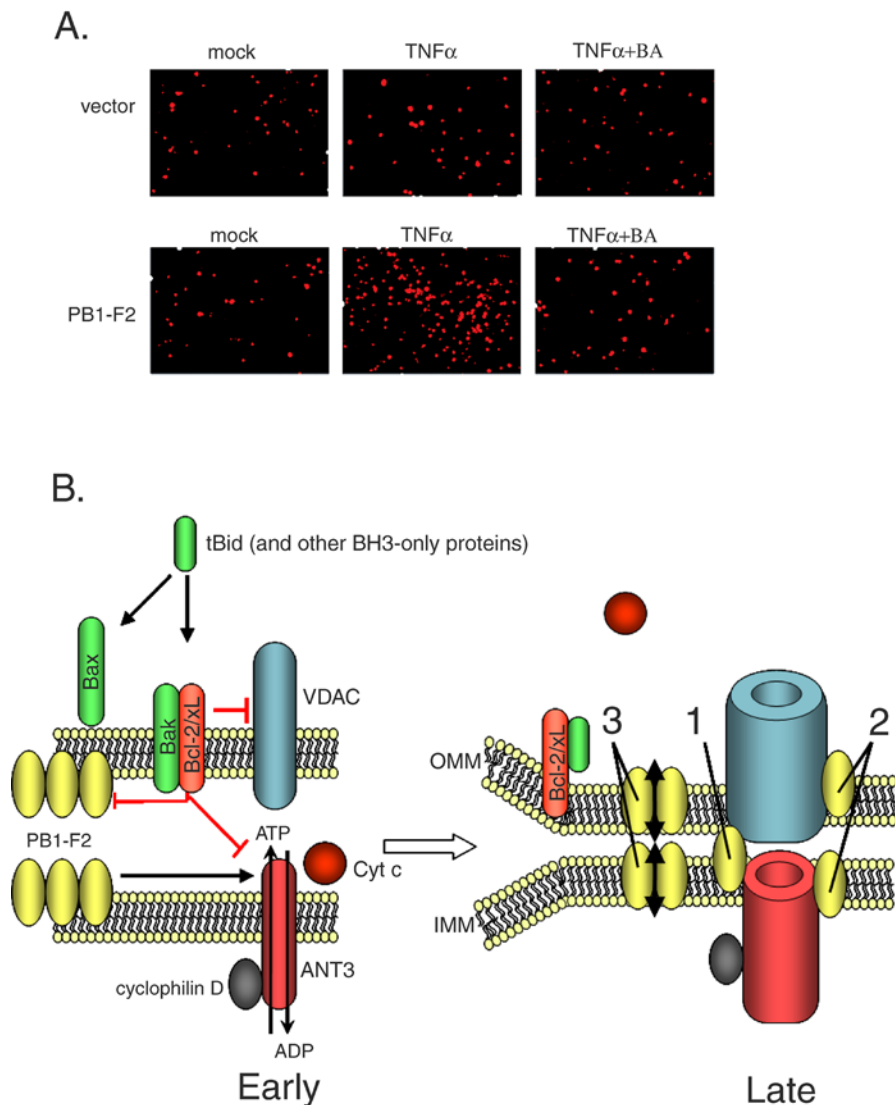 A.
mock TNFα TNFα+BA
vector
mock TNFα TNFα+BA
PB1-F2
B.
tBid (and other BH3-only proteins)
Bax
Bak
Bcl-2/xL
VDAC
PB1-F2
ATP
Cyt c
cyclophilin D
ANT3
ADP
Early
3
1
2
OMM
Bcl-2/xL
IMM
Late